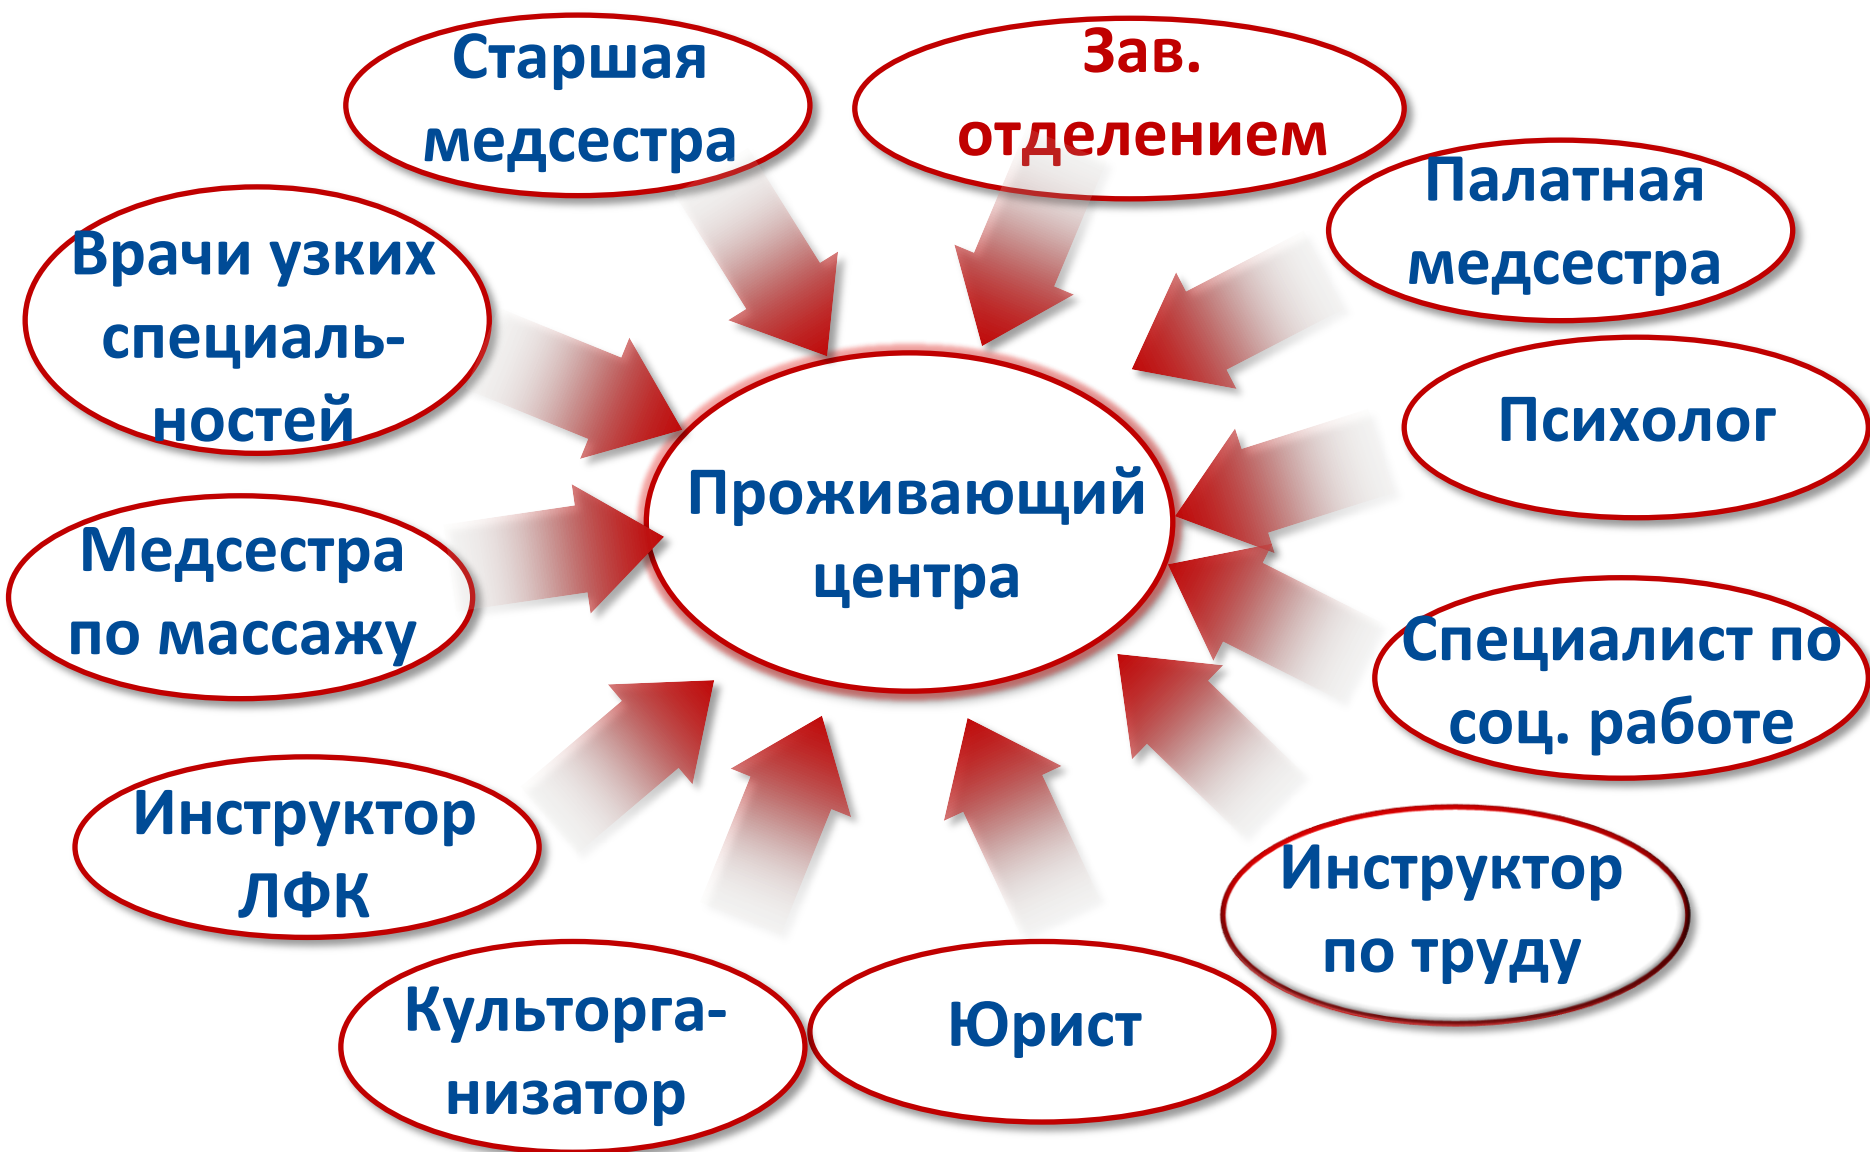 Старшая
медсестра
Зав.
отделением
Палатная
медсестра
Врачи узких
специаль-
ностей
Психолог
Проживающий
центра
Медсестра
по массажу
Специалист по
соц. работе
Инструктор
ЛФК
Инструктор
по труду
Культорга-
низатор
Юрист